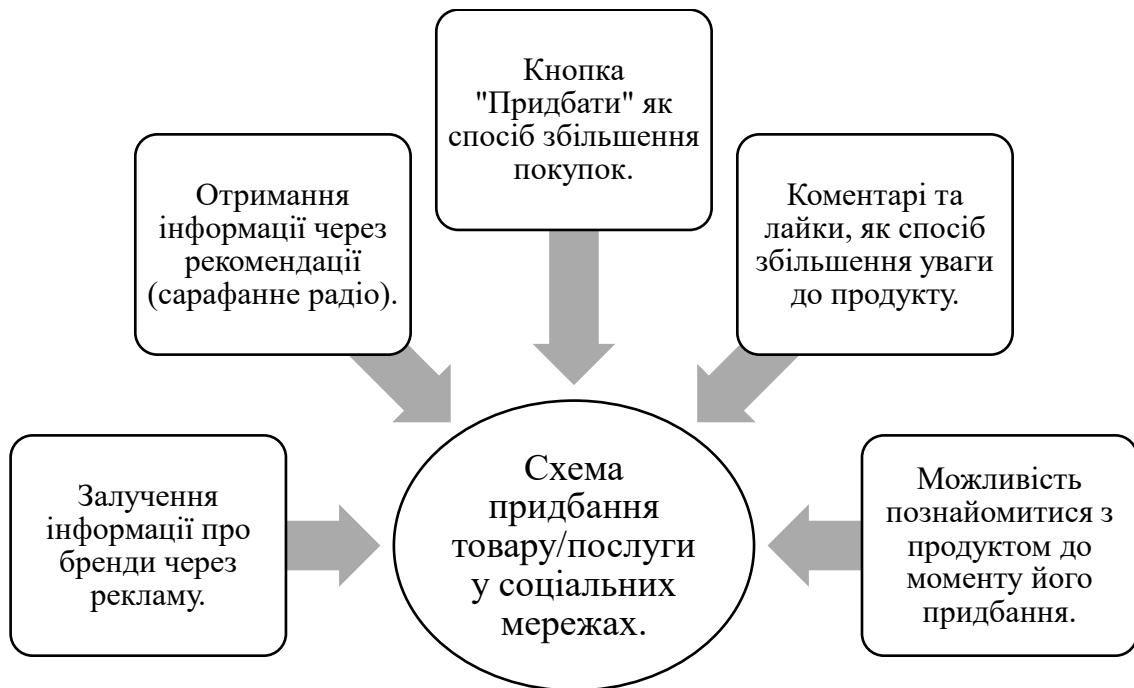 Кнопка
"Придбати" як
спосіб збільшення
покупок.
Отримання
інформації через
рекомендації
(сарафанне радіо).
Коментарі та
лайки, як спосіб
збільшення уваги
до продукту.
Залучення
інформації про
бренди через
рекламу.
Схема
придбання
товару/послуги
у соціальних
мережах.
Можливість
познайомитися з
продуктом до
моменту його
придбання.